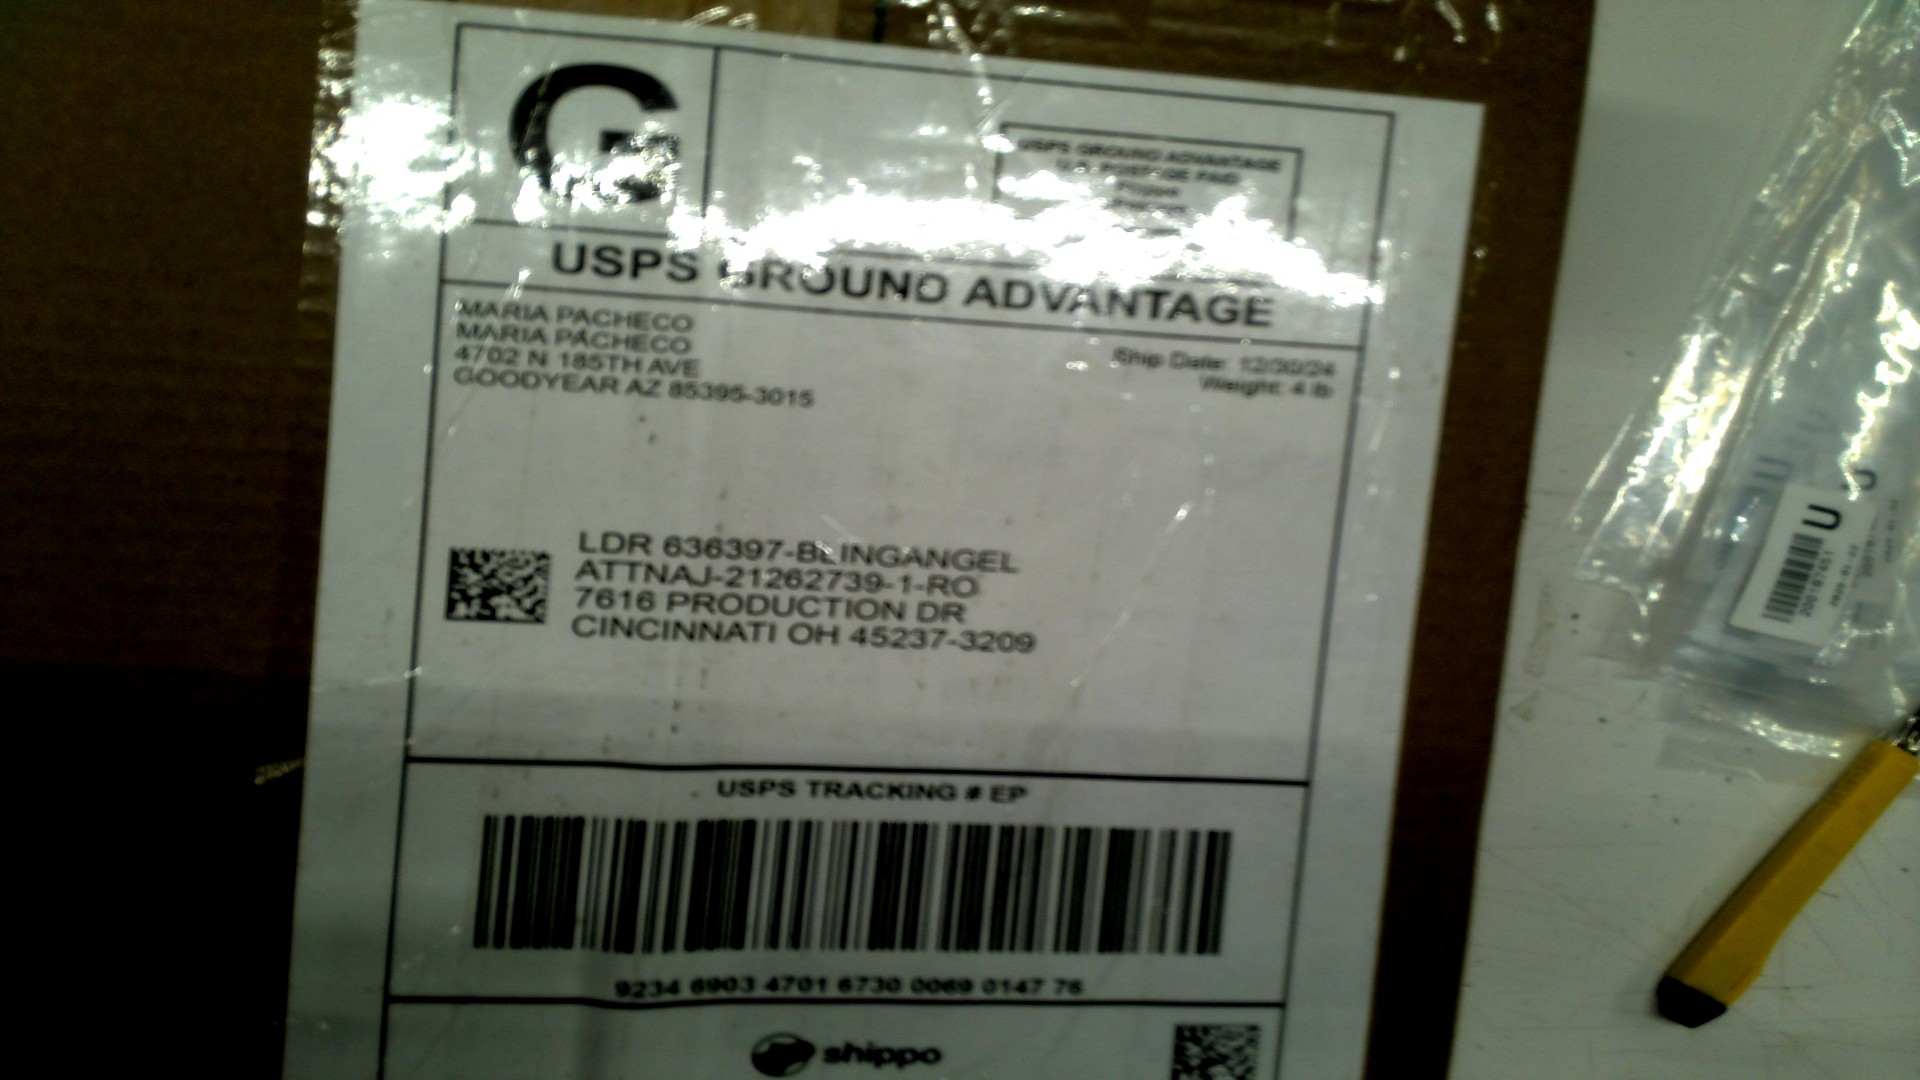 G
USPS GROUND ADVANTAGE
U.S. POSTAGE PAID
USPS GROUND ADVANTAGE
MARIA PACHECO
MARIA PACHECO
4702 N 185TH AVE
GOODYEAR AZ 85395-3015
Ship Date: 12/30/24
Weight: 4 lb
LDR 636397-BLINGANGEL
ATTNAJ-21262739-1-RO
7616 PRODUCTION DR
CINCINNATI OH 45237-3209
USPS TRACKING # EP
9234 6903 4701 6730 0069 0147 76
shippo
U